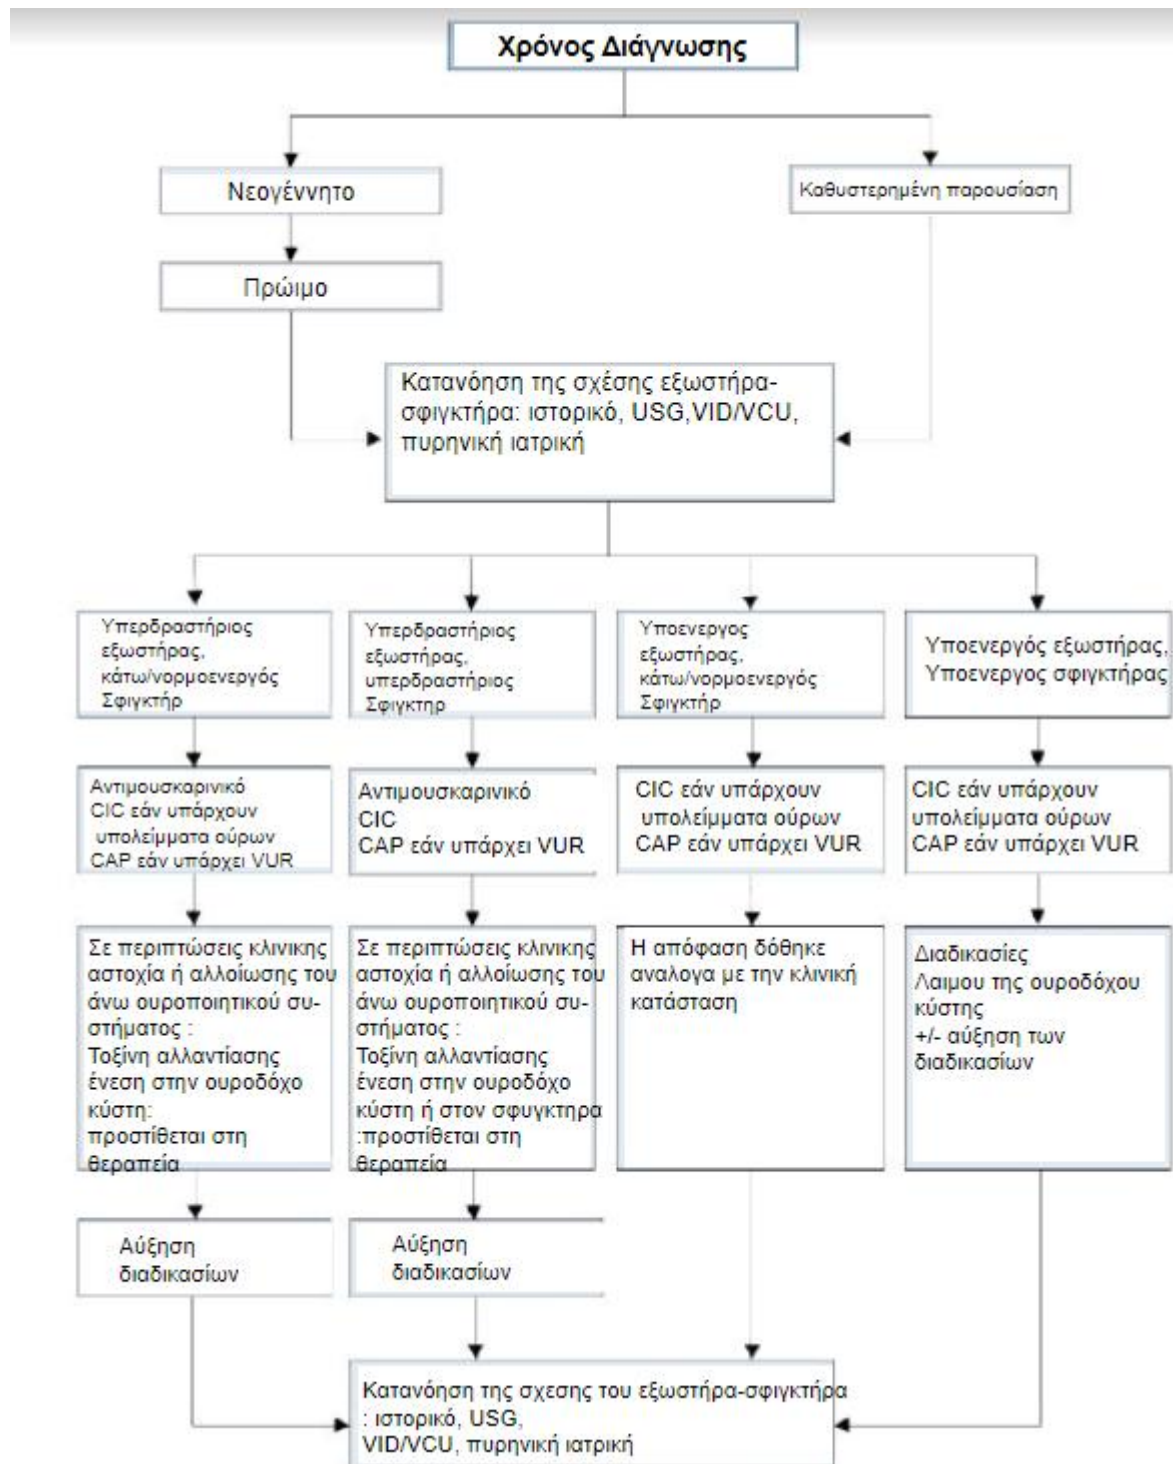 Χρόνος Διάγνωσης
Νεογέννητο
Καθυστερημένη παρουσίαση
Πρώιμο
Κατανόηση της σχέσης εξωστήρα-
σφιγκτήρα: ιστορικό, USG,VID/VCU,
πυρηνική ιατρική
Υπερδραστήριος
εξωστήρας,
κάτω/νορμοενεργός
Σφιγκτήρ
Υπερδραστήριος
εξωστήρας,
υπερδραστήριος
Σφιγκτηρ
Υποενεργος
εξωστήρας,
κάτω/νορμοενεργός
Σφιγκτήρ
Υποενεργός εξωστήρας,
Υποενεργος σφιγκτήρας
Αντιμουσκαρινικό
CIC εάν υπάρχουν
υπολείμματα ούρων
CAP εάν υπάρχει VUR
Αντιμουσκαρινικό
CIC
CAP εάν υπάρχει VUR
CIC εάν υπάρχουν
υπολείμματα ούρων
CAP εάν υπάρχει VUR
CIC εάν υπάρχουν
υπολείμματα ούρων
CAP εάν υπάρχει VUR
Σε περιπτώσεις κλινικης
αστοχία ή αλλοίωσης του
άνω ουροποιητικού συ-
στήματος :
Τοξίνη αλλαντίασης
ένεση στην ουροδόχο
κύστη:
προστίθεται στη
θεραπεία
Σε περιπτώσεις κλινικης
αστοχία ή αλλοίωσης του
άνω ουροποιητικού συ-
στήματος :
Τοξίνη αλλαντίασης
ένεση στην ουροδόχο
κύστη ή στον σφυγκτηρα
:προστίθεται στη
θεραπεία
Η απόφαση δόθηκε
αναλογα με την κλινική
κατάσταση
Διαδικασίες
Λαιμου της ουροδόχου
κύστης
+/- αύξηση των
διαδικασίων
Αύξηση
διαδικασίων
Αύξηση
διαδικασίων
Κατανόηση της σχεσης του εξωστήρα-σφιγκτήρα
: ιστορικό, USG,
VID/VCU, πυρηνική ιατρική